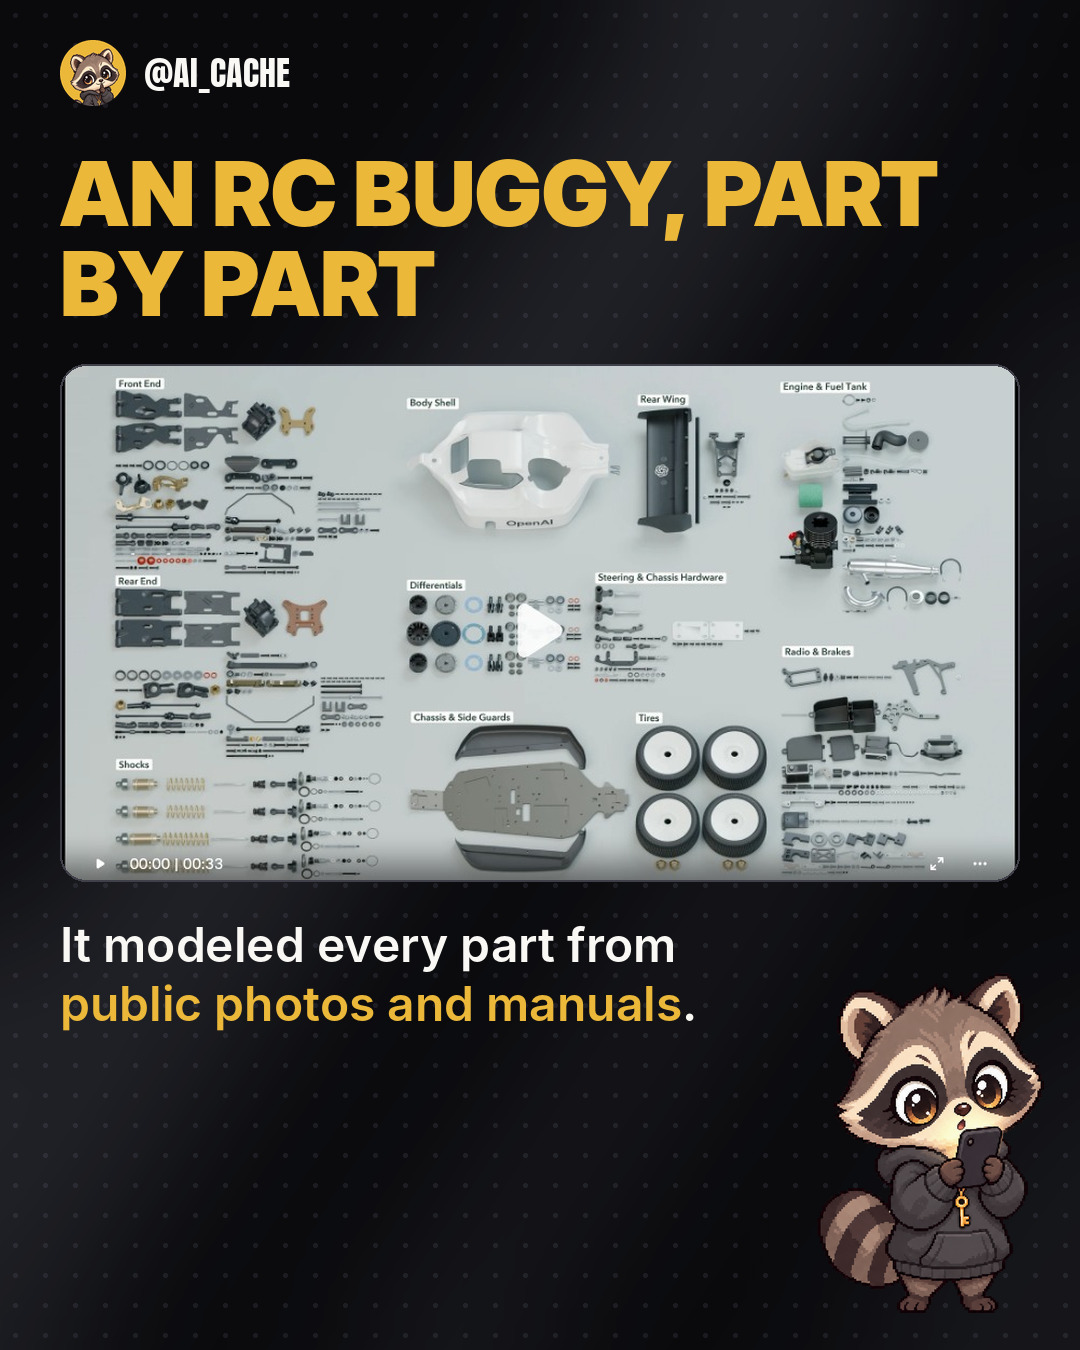 @AI_CACHE
AN RC BUGGY, PART
BY PART
Front End
Body Shell
Rear Wing
Engine & Fuel Tank
OpenAI
Rear End
Differentials
Steering & Chassis Hardware
Radio & Brakes
Chassis & Side Guards
Tires
Shocks
00:00 | 00:33
It modeled every part from
public photos and manuals.